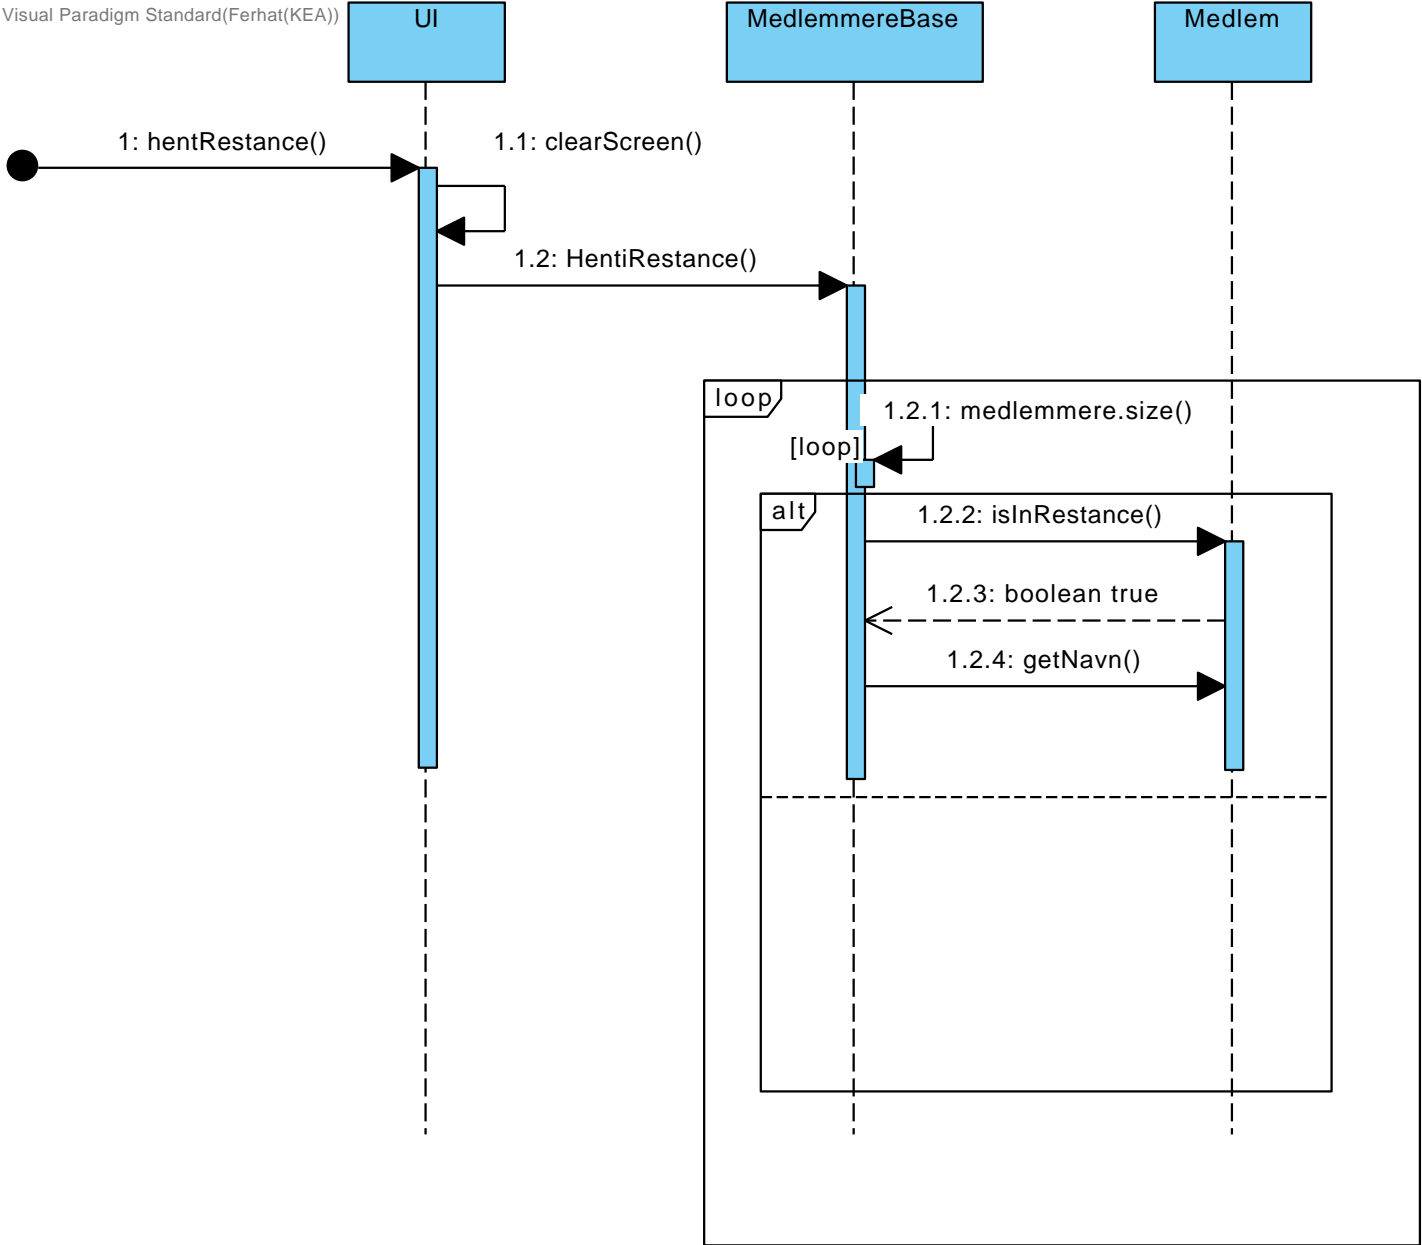 Visual Paradigm Standard(Ferhat(KEA))
UI
MedlemmereBase
Medlem
1: hentRestance()
1.1: clearScreen()
1.2: HentiRestance()
loop
1.2.1: medlemmere.size()
[loop]
alt
1.2.2: isInRestance()
1.2.3: boolean true
1.2.4: getNavn()